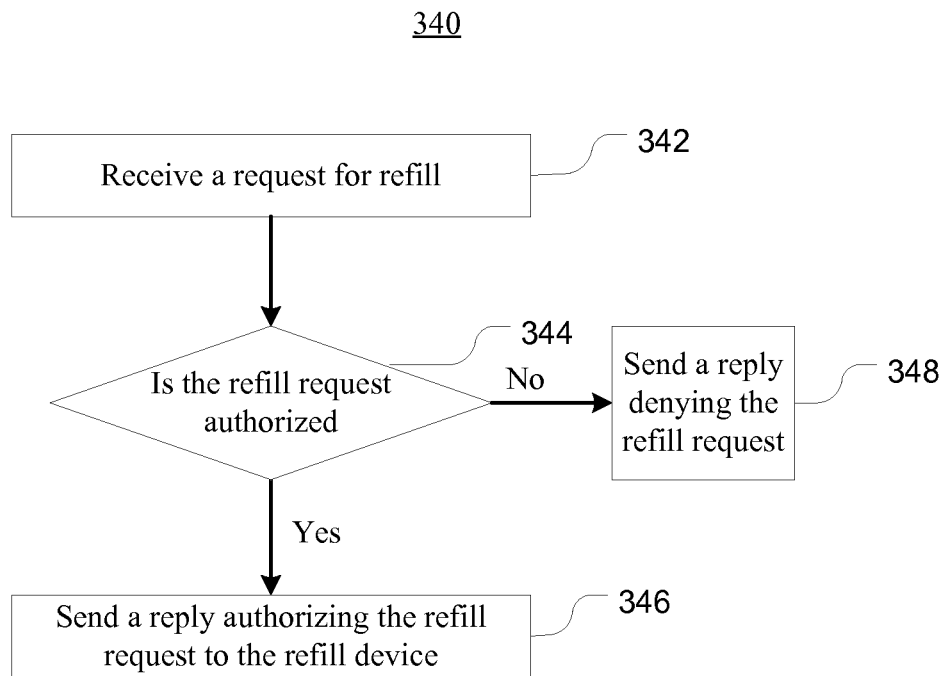 340
Receive a request for refill
342
Is the refill request
authorized
344
No
Send a reply
denying the
refill request
348
Yes
Send a reply authorizing the refill
request to the refill device
346